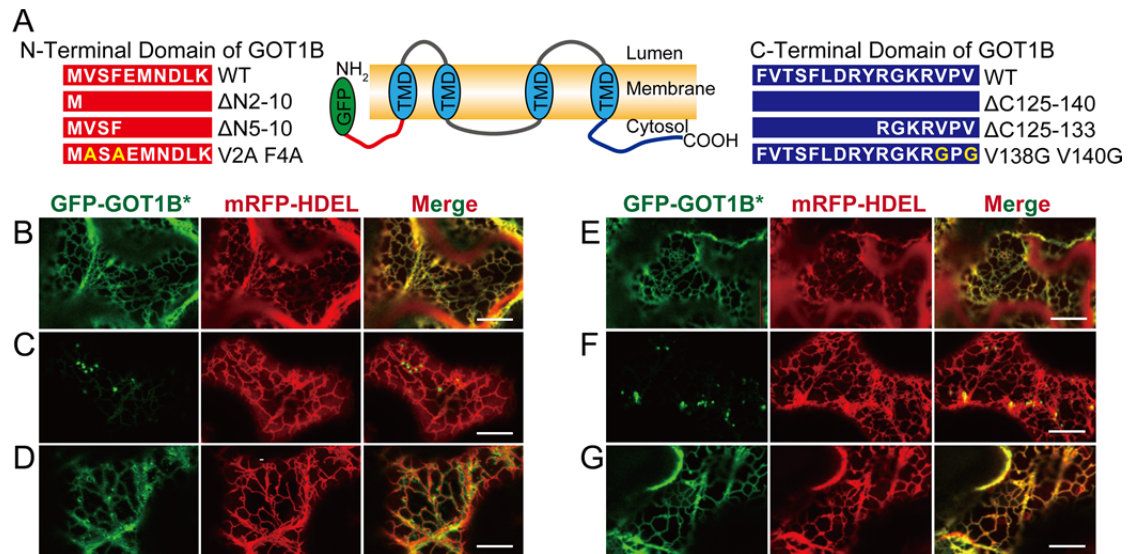 A
N-Terminal Domain of GOT1B
MVSFEMNDLK WT
M ΔN2-10
MVSF ΔN5-10
MASAEMNDLK V2A F4A
NH2
GFP
TMD
TMD
TMD
TMD
Lumen
Membrane
Cytosol
COOH
C-Terminal Domain of GOT1B
FVTSFLDRYRGKRVPV WT
ΔC125-140
RGKRVPV ΔC125-133
FVTSFLDRYRGKRGPG V138G V140G
GFP-GOT1B* mRFP-HDEL Merge
B
C
D
GFP-GOT1B* mRFP-HDEL Merge
E
F
G